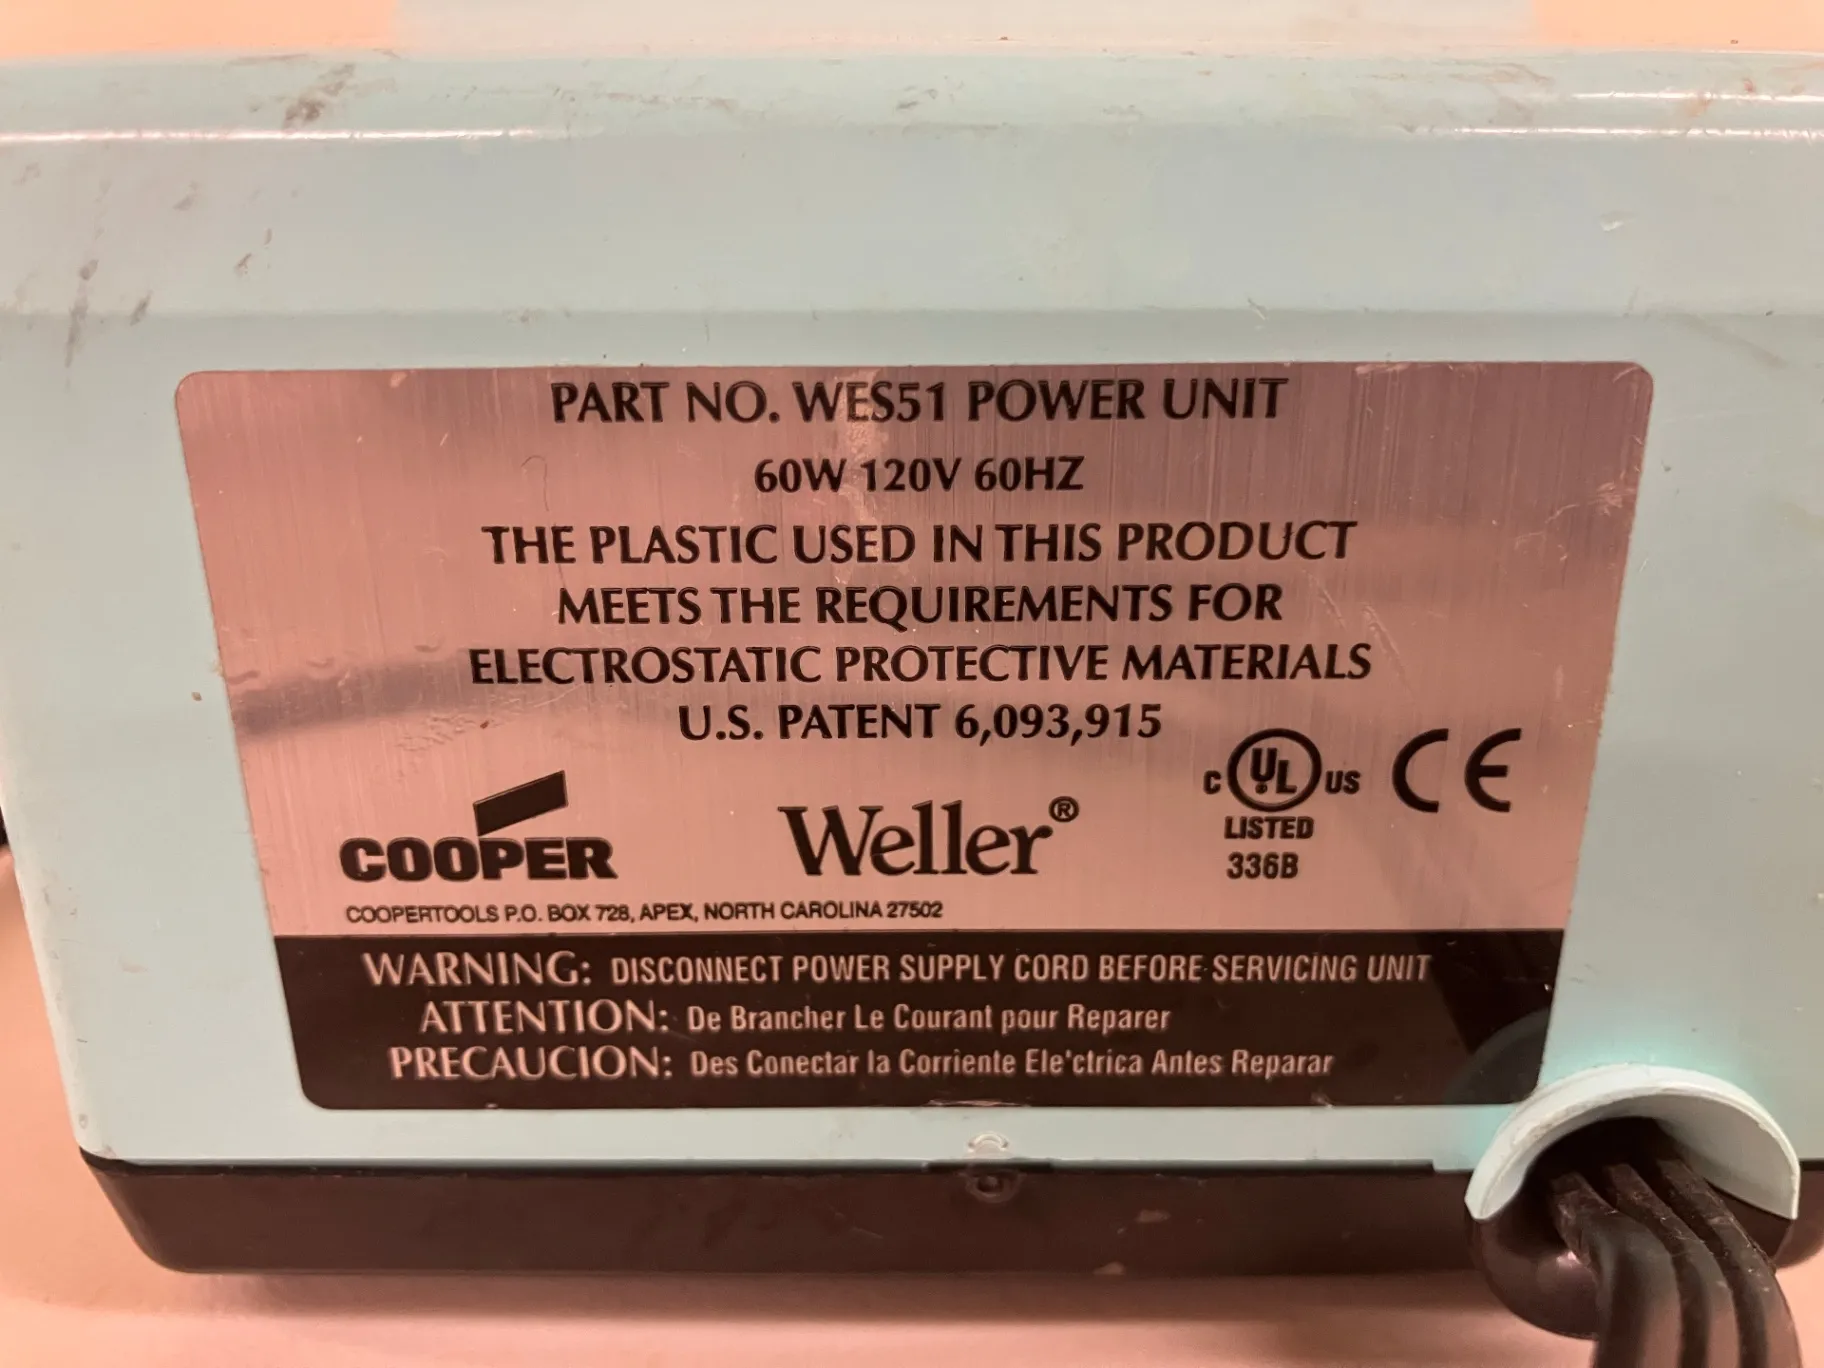 PART NO. WES51 POWER UNIT
60W 120V 60HZ
THE PLASTIC USED IN THIS PRODUCT
MEETS THE REQUIREMENTS FOR
ELECTROSTATIC PROTECTIVE MATERIALS
U.S. PATENT 6,093,915
C UL US CE
LISTED
336B
COOPER Weller®
COOPERTOOLS P.O. BOX 728, APEX, NORTH CAROLINA 27502
WARNING: DISCONNECT POWER SUPPLY CORD BEFORE SERVICING UNIT
ATTENTION: De Brancher Le Courant pour Reparer
PRECAUCION: Des Conectar la Corriente Ele'ctrica Antes Reparar